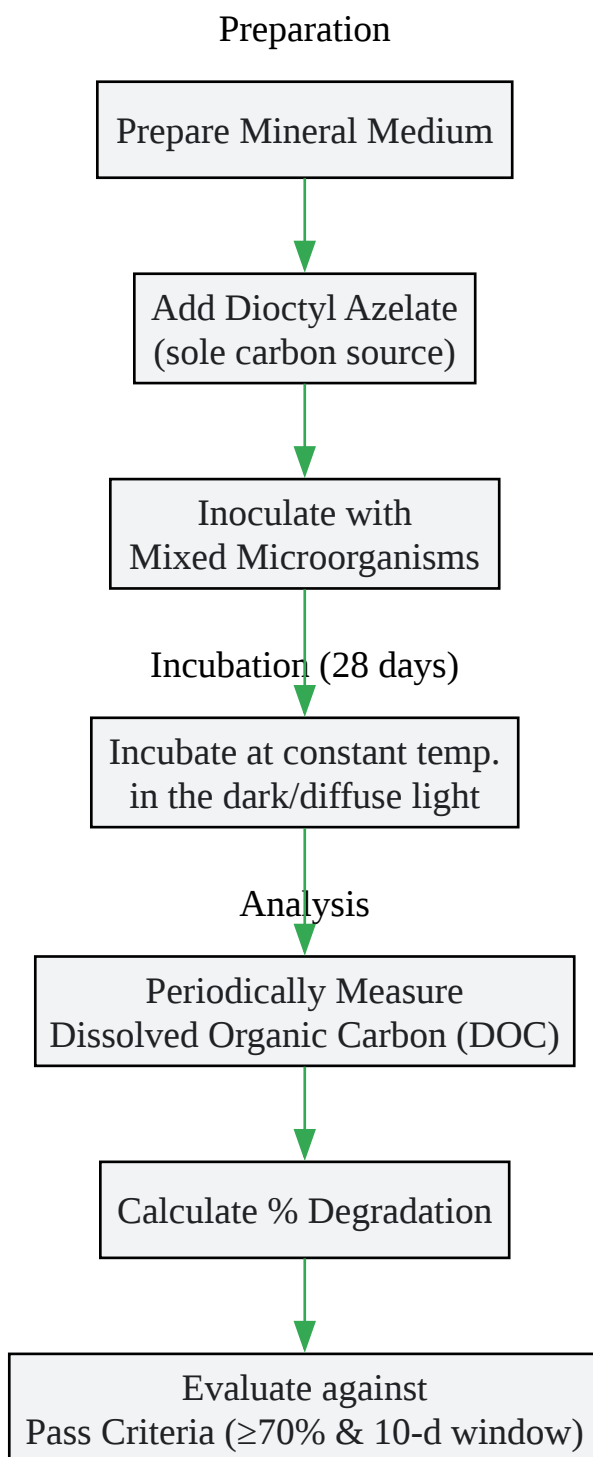 Preparation
Prepare Mineral Medium
Add Dioctyl Azelate
(sole carbon source)
Inoculate with
Mixed Microorganisms
Incubation (28 days)
Incubate at constant temp.
in the dark/diffuse light
Analysis
Periodically Measure
Dissolved Organic Carbon (DOC)
Calculate % Degradation
Evaluate against
Pass Criteria (≥70% & 10-d window)